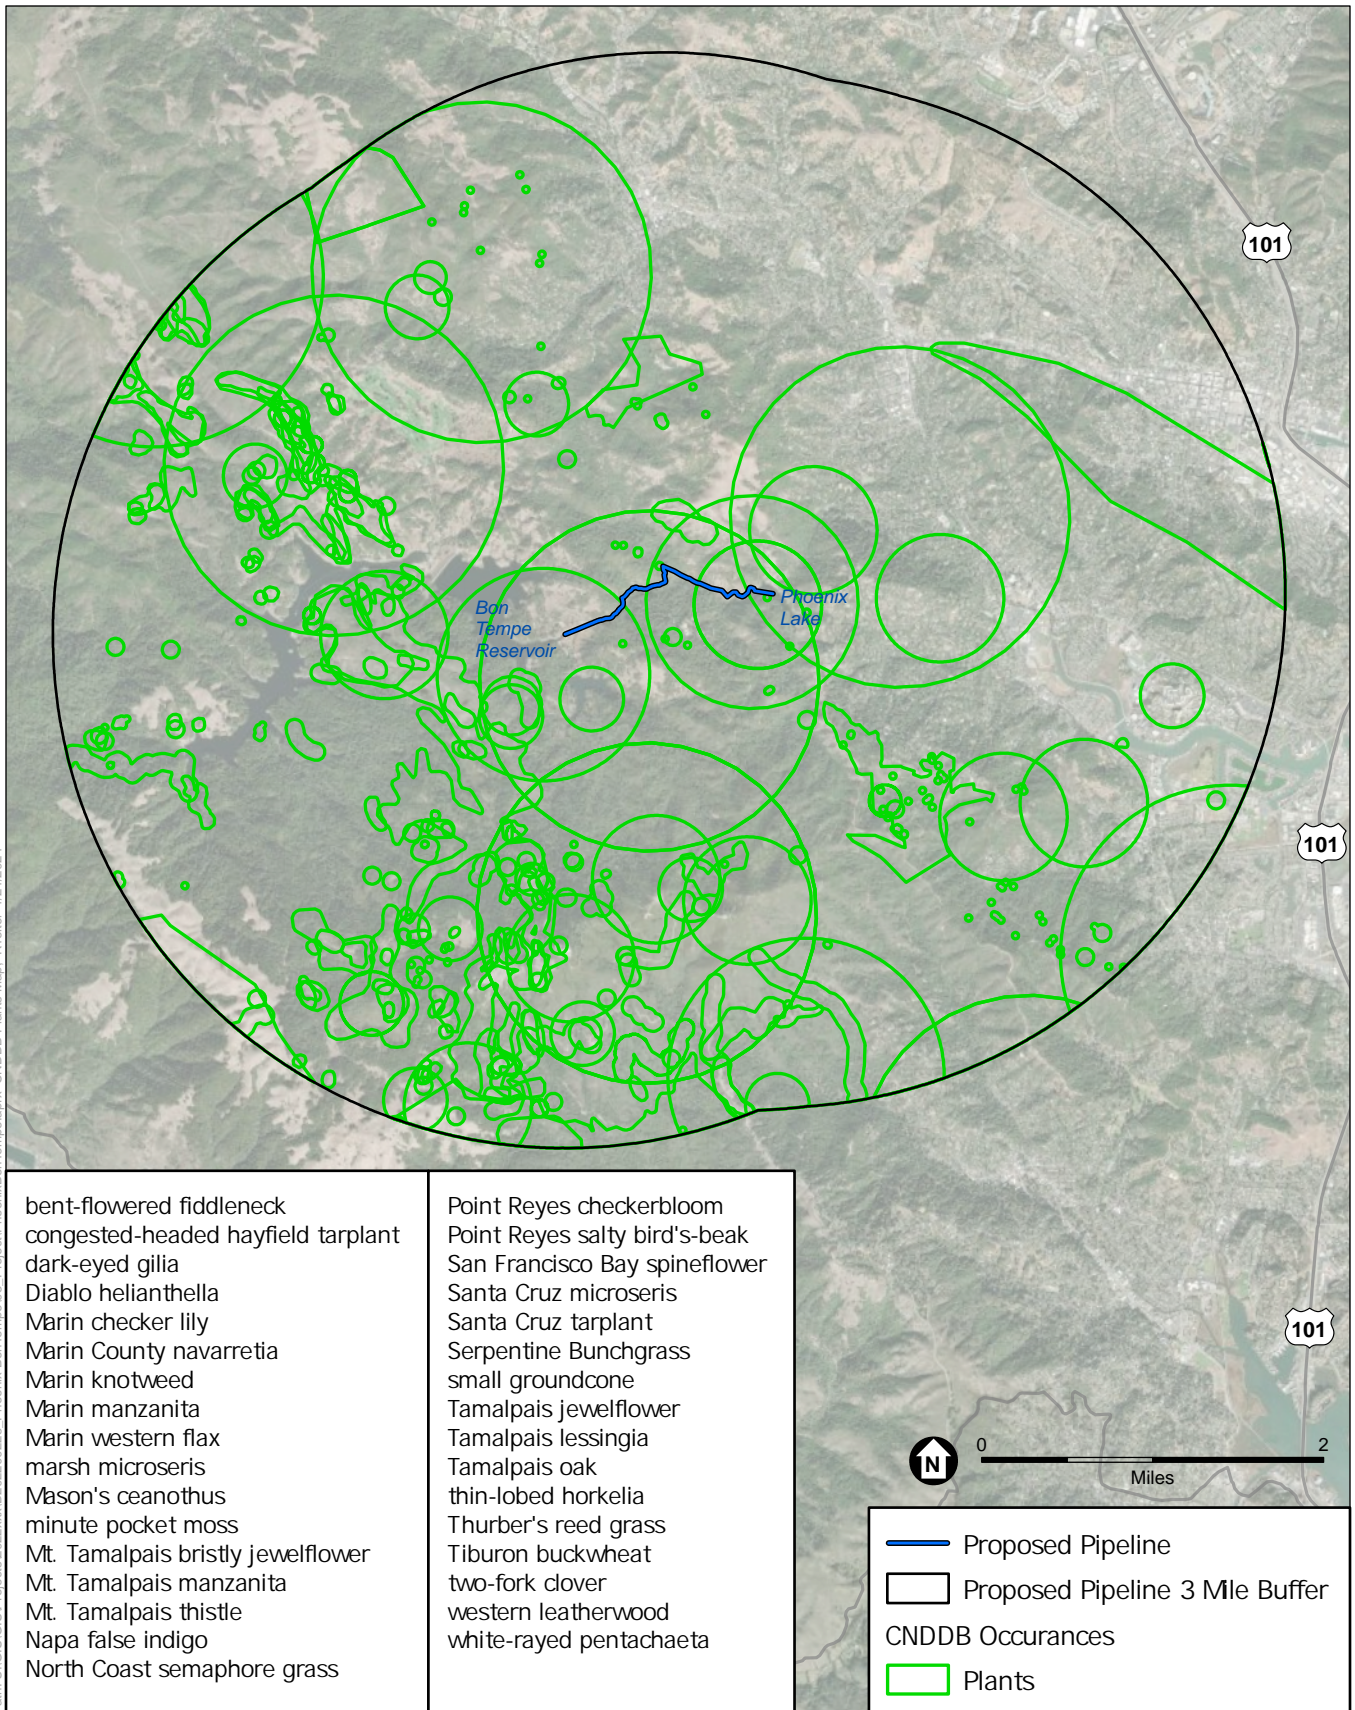 101
Bon
Tempe
Reservoir
Phoenix
Lake
101
101
bent-flowered fiddleneck
congested-headed hayfield tarplant
dark-eyed gilia
Diablo helianthella
Marin checker lily
Marin County navarretia
Marin knotweed
Marin manzanita
Marin western flax
marsh microseris
Mason's ceanothus
minute pocket moss
Mt. Tamalpais bristly jewelflower
Mt. Tamalpais manzanita
Mt. Tamalpais thistle
Napa false indigo
North Coast semaphore grass
Point Reyes checkerbloom
Point Reyes salty bird's-beak
San Francisco Bay spineflower
Santa Cruz microseris
Santa Cruz tarplant
Serpentine Bunchgrass
small groundcone
Tamalpais jewelflower
Tamalpais lessingia
Tamalpais oak
thin-lobed horkelia
Thurber's reed grass
Tiburon buckwheat
two-fork clover
western leatherwood
white-rayed pentachaeta
N
0 2
Miles
Proposed Pipeline
Proposed Pipeline 3 Mile Buffer
CNDDB Occurances
Plants